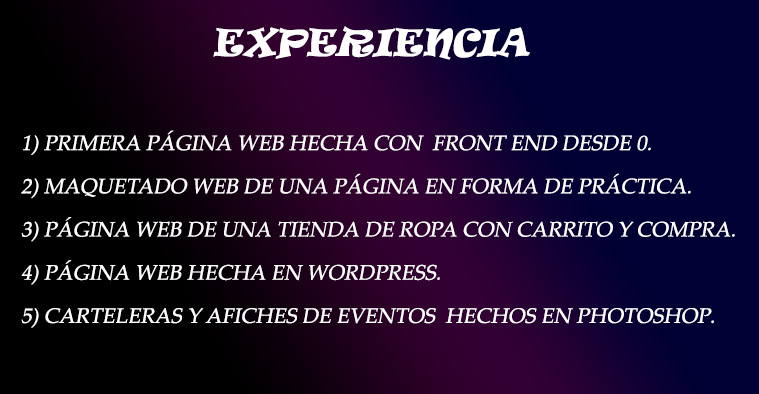 EXPERIENCIA
1) PRIMERA PÁGINA WEB HECHA CON FRONT END DESDE 0.
2) MAQUETADO WEB DE UNA PÁGINA EN FORMA DE PRÁCTICA.
3) PÁGINA WEB DE UNA TIENDA DE ROPA CON CARRITO Y COMPRA.
4) PÁGINA WEB HECHA EN WORDPRESS.
5) CARTELERAS Y AFICHES DE EVENTOS HECHOS EN PHOTOSHOP.